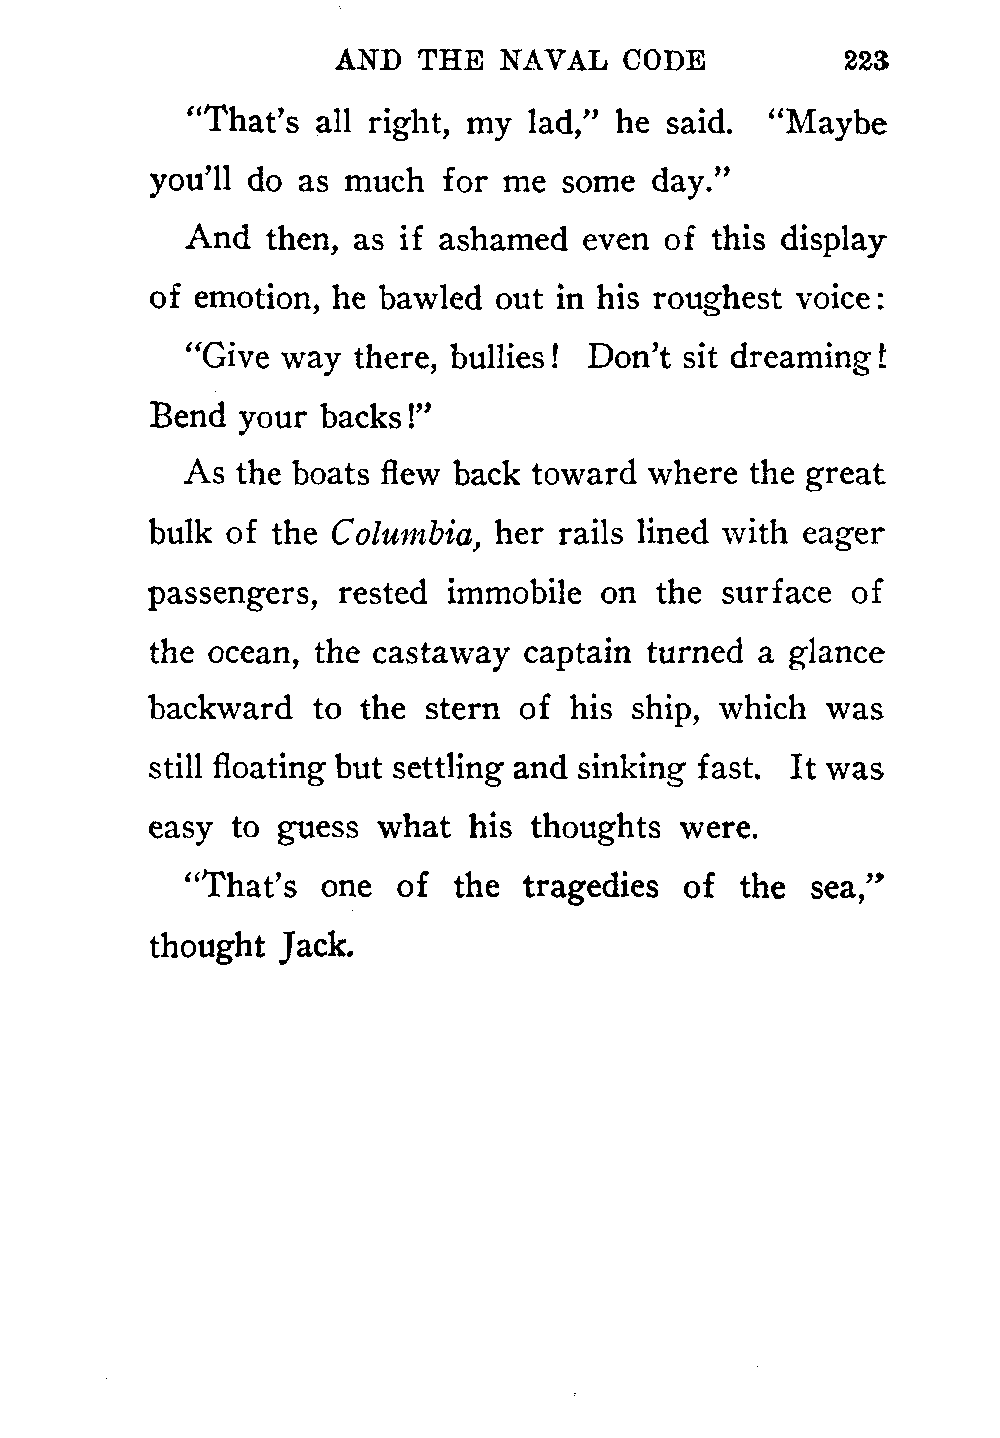 AND THE NAVAL CODE 223
“That’s all right, my lad,” he said. “Maybe
you’ll do as much for me some day.”
And then, as if ashamed even of this display
of emotion, he bawled out in his roughest voice:
“Give way there, bullies! Don’t sit dreaming!
Bend your backs!”
As the boats flew back toward where the great
bulk of the Columbia, her rails lined with eager
passengers, rested immobile on the surface of
the ocean, the castaway captain turned a glance
backward to the stern of his ship, which was
still floating but settling and sinking fast. It was
easy to guess what his thoughts were.
“That’s one of the tragedies of the sea,”
thought Jack.